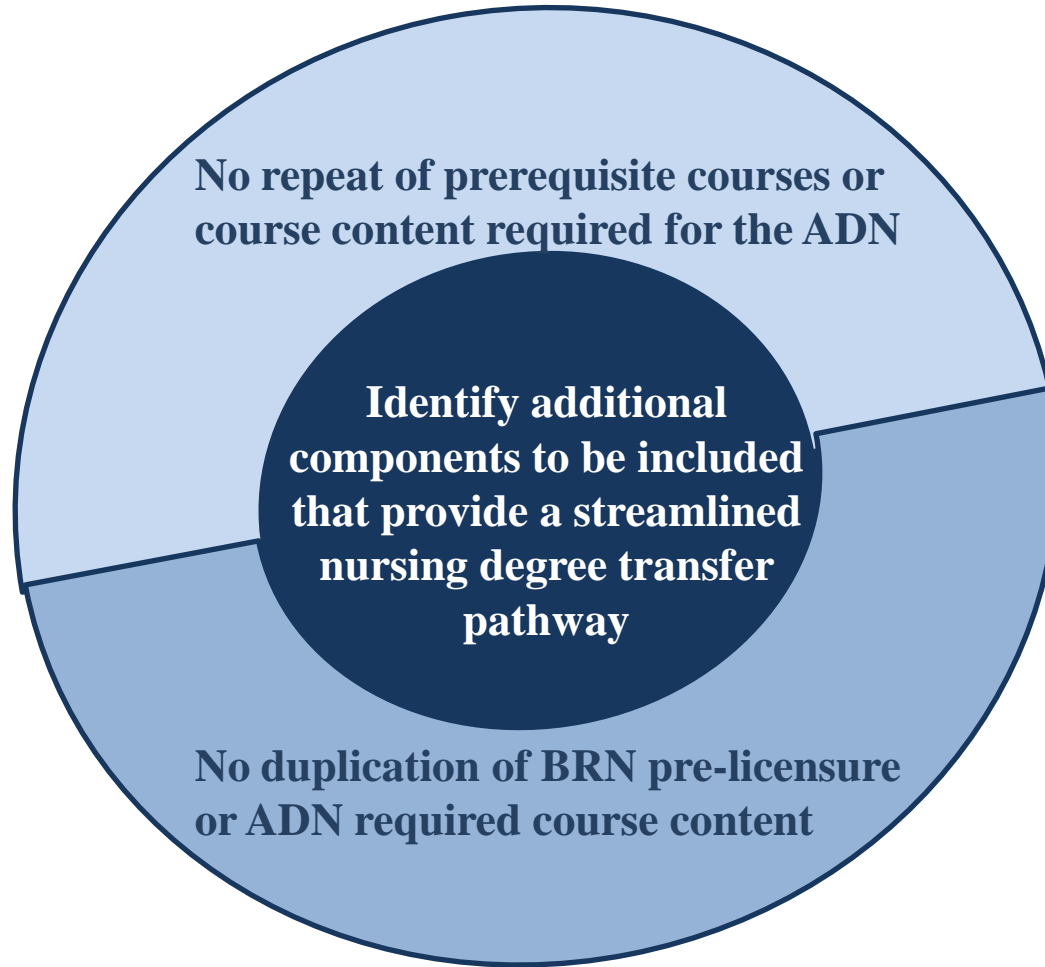 No repeat of prerequisite courses or
course content required for the ADN
Identify additional
components to be included
that provide a streamlined
nursing degree transfer
pathway
No duplication of BRN pre-licensure
or ADN required course content